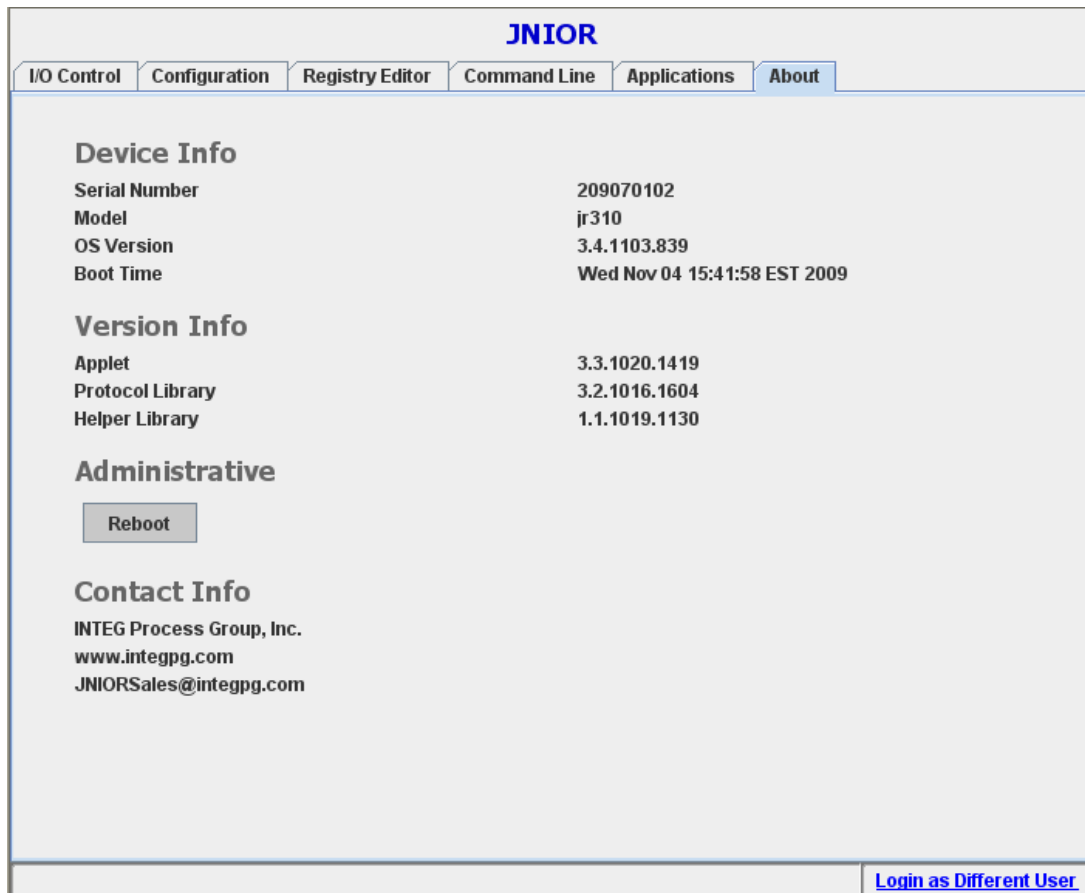 JNIOR
I/O Control Configuration Registry Editor Command Line Applications About
Device Info
Serial Number 209070102
Model jr310
OS Version 3.4.1103.839
Boot Time Wed Nov 04 15:41:58 EST 2009
Version Info
Applet 3.3.1020.1419
Protocol Library 3.2.1016.1604
Helper Library 1.1.1019.1130
Administrative
Reboot
Contact Info
INTEG Process Group, Inc.
www.integpg.com
JNIORSales@integpg.com
Login as Different User